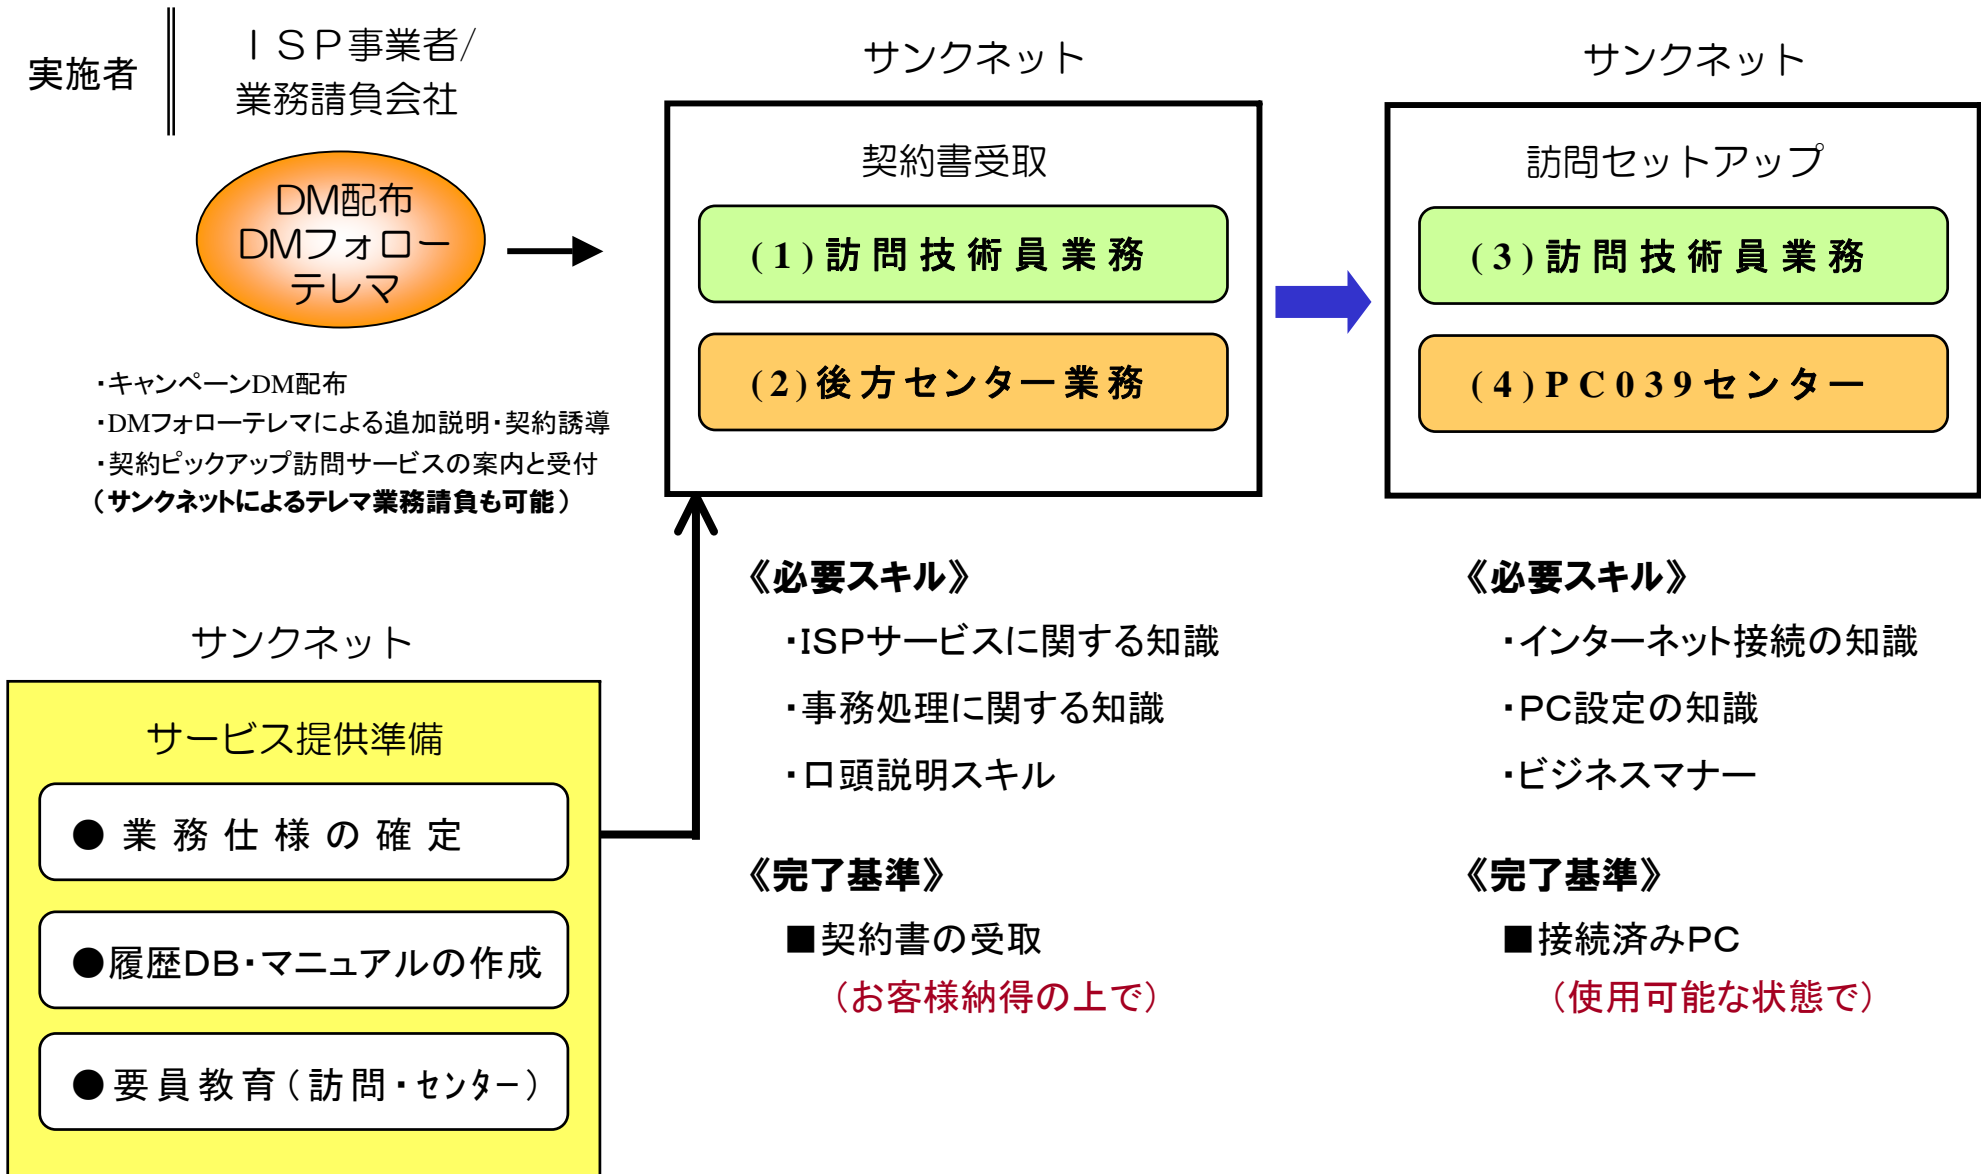 実施者
ＩＳＰ事業者/
業務請負会社
DM配布
DMフォロー
テレマ
・キャンペーンDM配布
・DMフォローテレマによる追加説明・契約誘導
・契約ピックアップ訪問サービスの案内と受付
（サンクネットによるテレマ業務請負も可能）
サンクネット
契約書受取
(1)訪問技術員業務
(2)後方センター業務
サンクネット
訪問セットアップ
(3)訪問技術員業務
(4)PC039センター
サンクネット
サービス提供準備
●業務仕様の確定
●履歴DB・マニュアルの作成
●要員教育(訪問・センター)
《必要スキル》
・ISPサービスに関する知識
・事務処理に関する知識
・口頭説明スキル
《完了基準》
■契約書の受取
（お客様納得の上で）
《必要スキル》
・インターネット接続の知識
・PC設定の知識
・ビジネスマナー
《完了基準》
■接続済みPC
（使用可能な状態で）